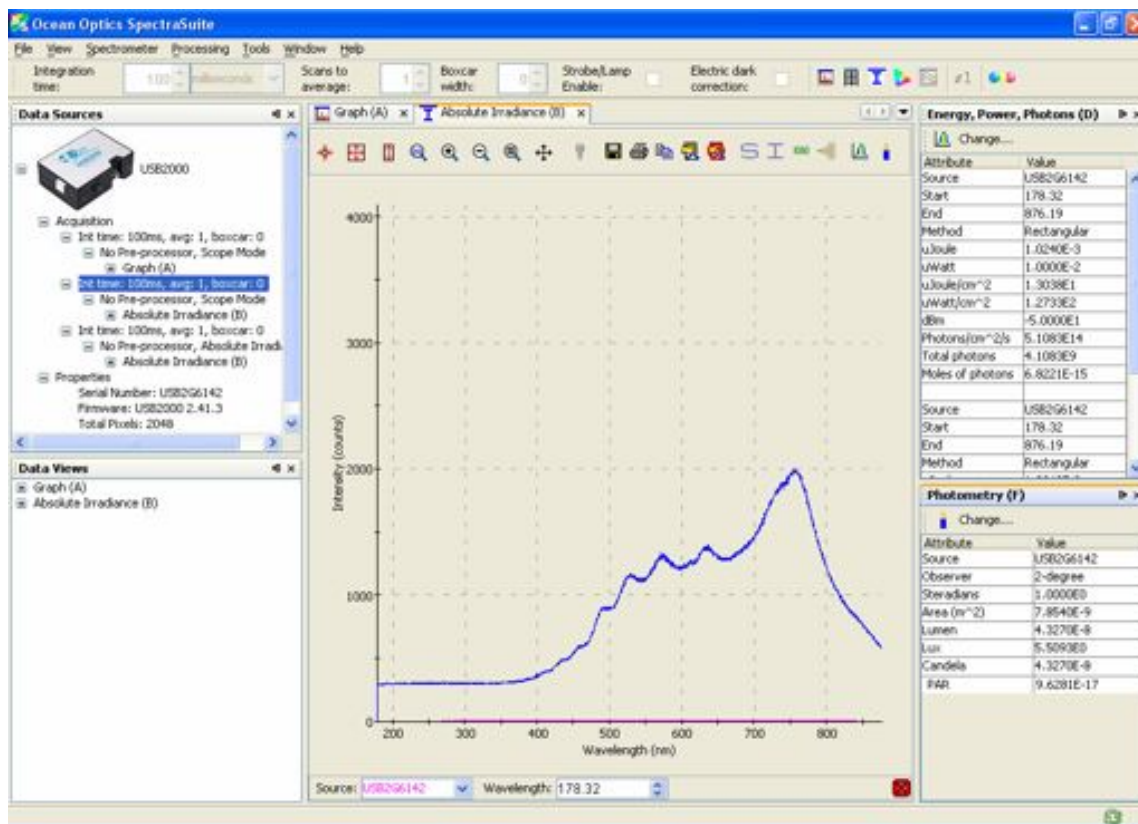 Ocean Optics SpectraSuite
File View Spectrometer Processing Tools Window Help
Integration time: 100 milliseconds Scans to average: 1 Boxcar width: 0 Strobe/Lamp Enable: Electric dark correction:
Data Sources
USB2000
Acquisition
Int time: 100ms, avg: 1, boxcar: 0
No Pre-processor, Scope Mode
Graph (A)
Int time: 100ms, avg: 1, boxcar: 0
No Pre-processor, Scope Mode
Absolute Irradiance (B)
Int time: 100ms, avg: 1, boxcar: 0
No Pre-processor, Absolute Irradi
Absolute Irradiance (B)
Properties
Serial Number: USB2G6142
Firmware: USB2000 2.41.3
Total Pixels: 2048
Data Views
Graph (A)
Absolute Irradiance (B)
Graph (A) Absolute Irradiance (B)
Intensity (counts)
4000
3000
2000
1000
0
200 300 400 500 600 700 800
Wavelength (nm)
Source: USB2G6142 Wavelength: 178.32
Energy, Power, Photons (D)
Change...
Attribute Value
Source USB2G6142
Start 178.32
End 876.19
Method Rectangular
uJoule 1.0240E-3
uWatt 1.0000E-2
uJoule/cm^2 1.3038E1
uWatt/cm^2 1.2733E2
dBm -5.0000E1
Photons/cm^2/s 5.1083E14
Total photons 4.1083E9
Moles of photons 6.8221E-15
Source USB2G6142
Start 178.32
End 876.19
Method Rectangular
Photometry (F)
Change...
Attribute Value
Source USB2G6142
Observer 2-degree
Steradians 1.0000E0
Area (m^2) 7.8540E-9
Lumen 4.3270E-8
Lux 5.5093E0
Candela 4.3270E-8
PAR 9.6281E-17